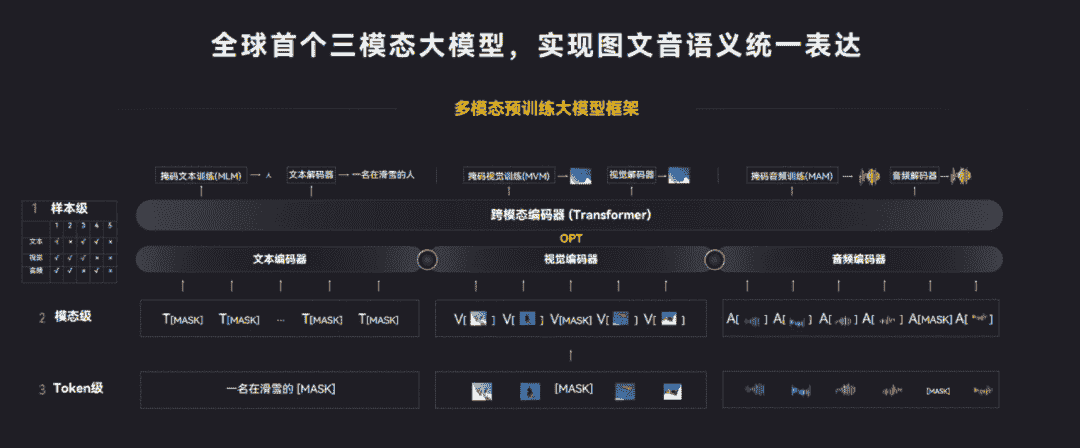 全球首个三模态大模型，实现图文音语义统一表达
多模态预训练大模型框架
掩码文本训练(MLM) → 人 文本解码器 → 一名在滑雪的人 掩码视觉训练(MVM) → 视觉解码器 → 掩码音频训练(MAM) → 音频解码器 →
1 样本级
1 2 3 4 5
文本 √ × √ √ ×
视觉 √ √ √ × ×
音频 √ √ × √ ×
跨模态编码器 (Transformer)
OPT
文本编码器 视觉编码器 音频编码器
2 模态级 T[MASK] T[MASK] ... T[MASK] T[MASK] V[ ] V[ ] V[MASK] V[ ] V[ ] A[ ] A[ ] A[ ] A[ ] A[MASK] A[ ]
3 Token级 一名在滑雪的 [MASK] [MASK] [MASK]